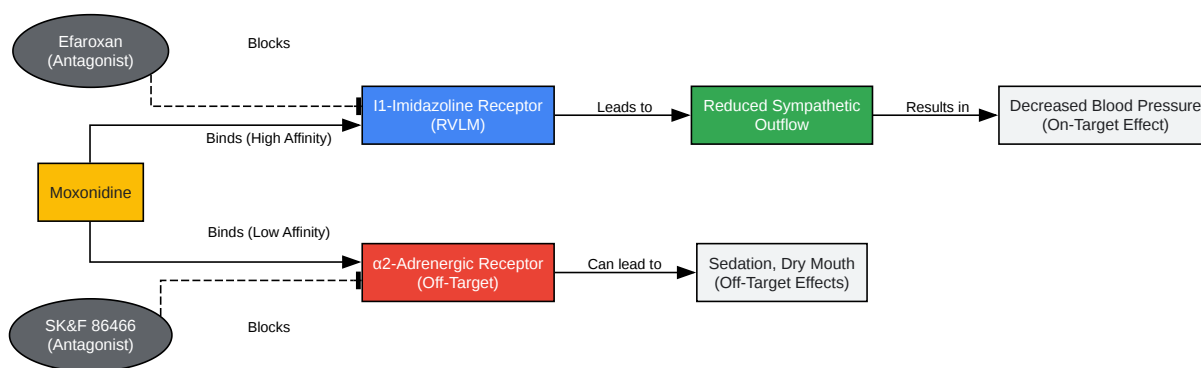 Efaroxan
(Antagonist)
Blocks
I1-Imidazoline Receptor
(RVLM)
Leads to
Reduced Sympathetic
Outflow
Results in
Decreased Blood Pressure
(On-Target Effect)
Binds (High Affinity)
Moxonidine
Binds (Low Affinity)
α2-Adrenergic Receptor
(Off-Target)
Can lead to
Sedation, Dry Mouth
(Off-Target Effects)
SK&F 86466
(Antagonist)
Blocks